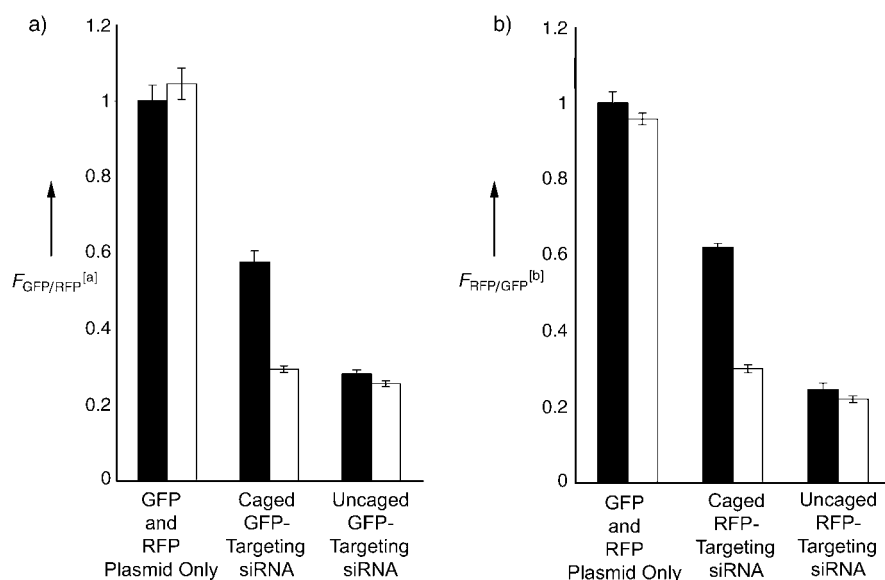 a)
1.2
1
0.8
0.6
0.4
0.2
0
F GFP/RFP [a]
GFP
and
RFP
Plasmid Only
Caged
GFP-
Targeting
siRNA
Uncaged
GFP-
Targeting
siRNA
b)
1.2
1
0.8
0.6
0.4
0.2
0
F RFP/GFP [b]
GFP
and
RFP
Plasmid Only
Caged
RFP-
Targeting
siRNA
Uncaged
RFP-
Targeting
siRNA